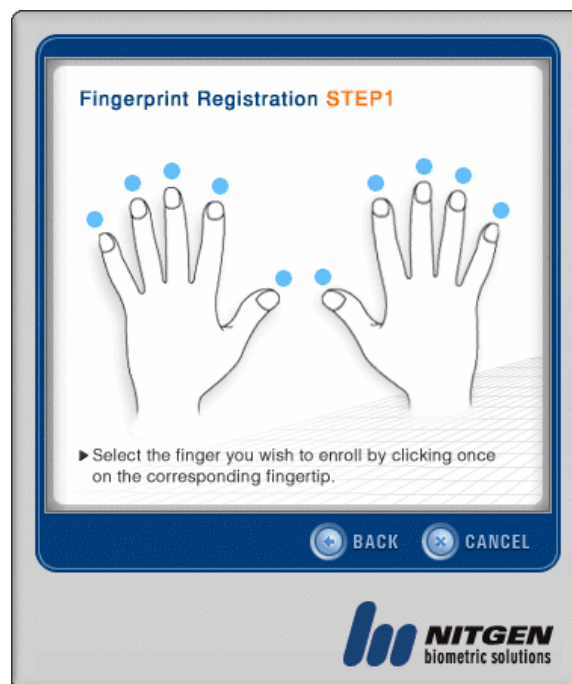 Fingerprint Registration STEP1
Select the finger you wish to enroll by clicking once
on the corresponding fingertip.
BACK CANCEL
NITGEN
biometric solutions